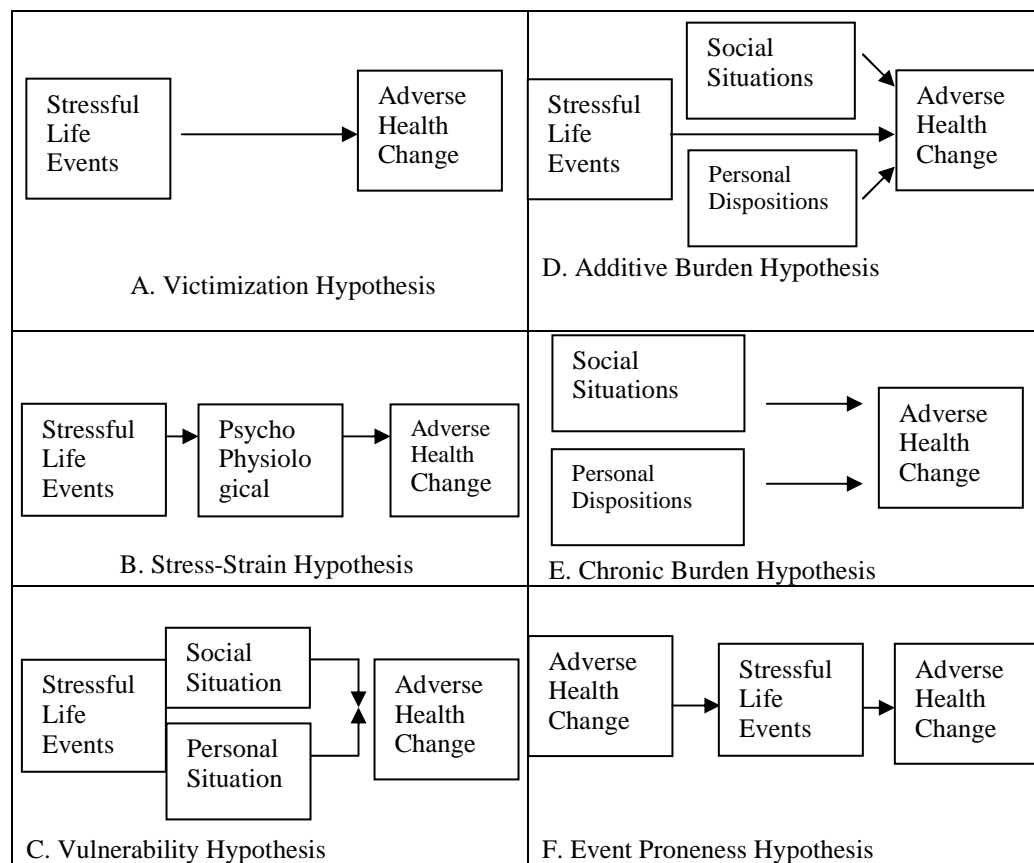 Stressful
Life
Events
Adverse
Health
Change
A. Victimization Hypothesis
Social
Situations
Stressful
Life
Events
Adverse
Health
Change
Personal
Dispositions
D. Additive Burden Hypothesis
Stressful
Life
Events
Psycho
Physiolo
gical
Adverse
Health
Change
B. Stress-Strain Hypothesis
Social
Situations
Personal
Dispositions
Adverse
Health
Change
E. Chronic Burden Hypothesis
Stressful
Life
Events
Social
Situation
Personal
Situation
Adverse
Health
Change
C. Vulnerability Hypothesis
Adverse
Health
Change
Stressful
Life
Events
Adverse
Health
Change
F. Event Proneness Hypothesis